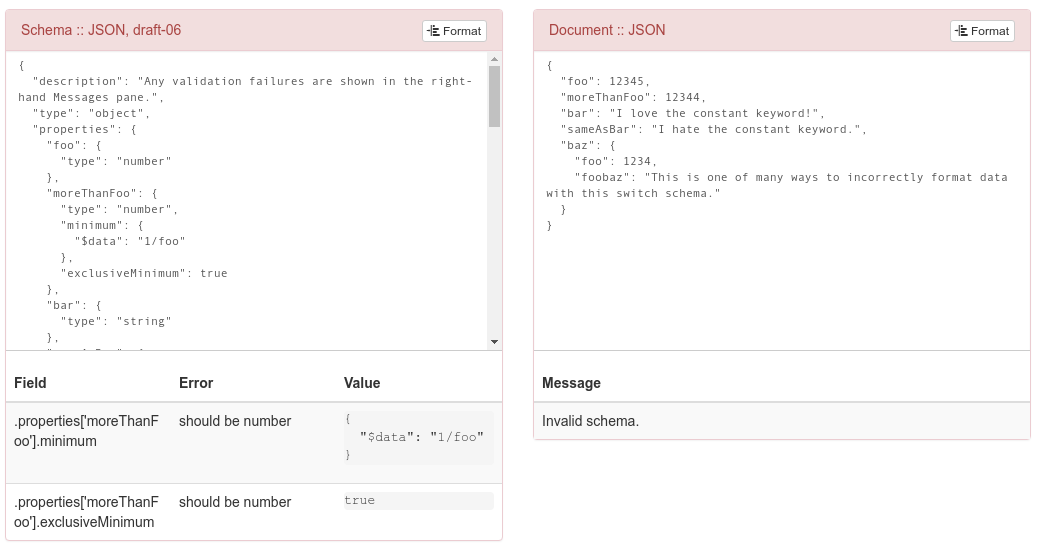 Schema :: JSON, draft-06
Format
{
  "description": "Any validation failures are shown in the right-
hand Messages pane.",
  "type": "object",
  "properties": {
    "foo": {
      "type": "number"
    },
    "moreThanFoo": {
      "type": "number",
      "minimum": {
        "$data": "1/foo"
      },
      "exclusiveMinimum": true
    },
    "bar": {
      "type": "string"
    },
Field Error Value
.properties['moreThanF
oo'].minimum
should be number
{
  "$data": "1/foo"
}
.properties['moreThanF
oo'].exclusiveMinimum
should be number
true
Document :: JSON
Format
{
  "foo": 12345,
  "moreThanFoo": 12344,
  "bar": "I love the constant keyword!",
  "sameAsBar": "I hate the constant keyword.",
  "baz": {
    "foo": 1234,
    "foobaz": "This is one of many ways to incorrectly format data
with this switch schema."
  }
}
Message
Invalid schema.